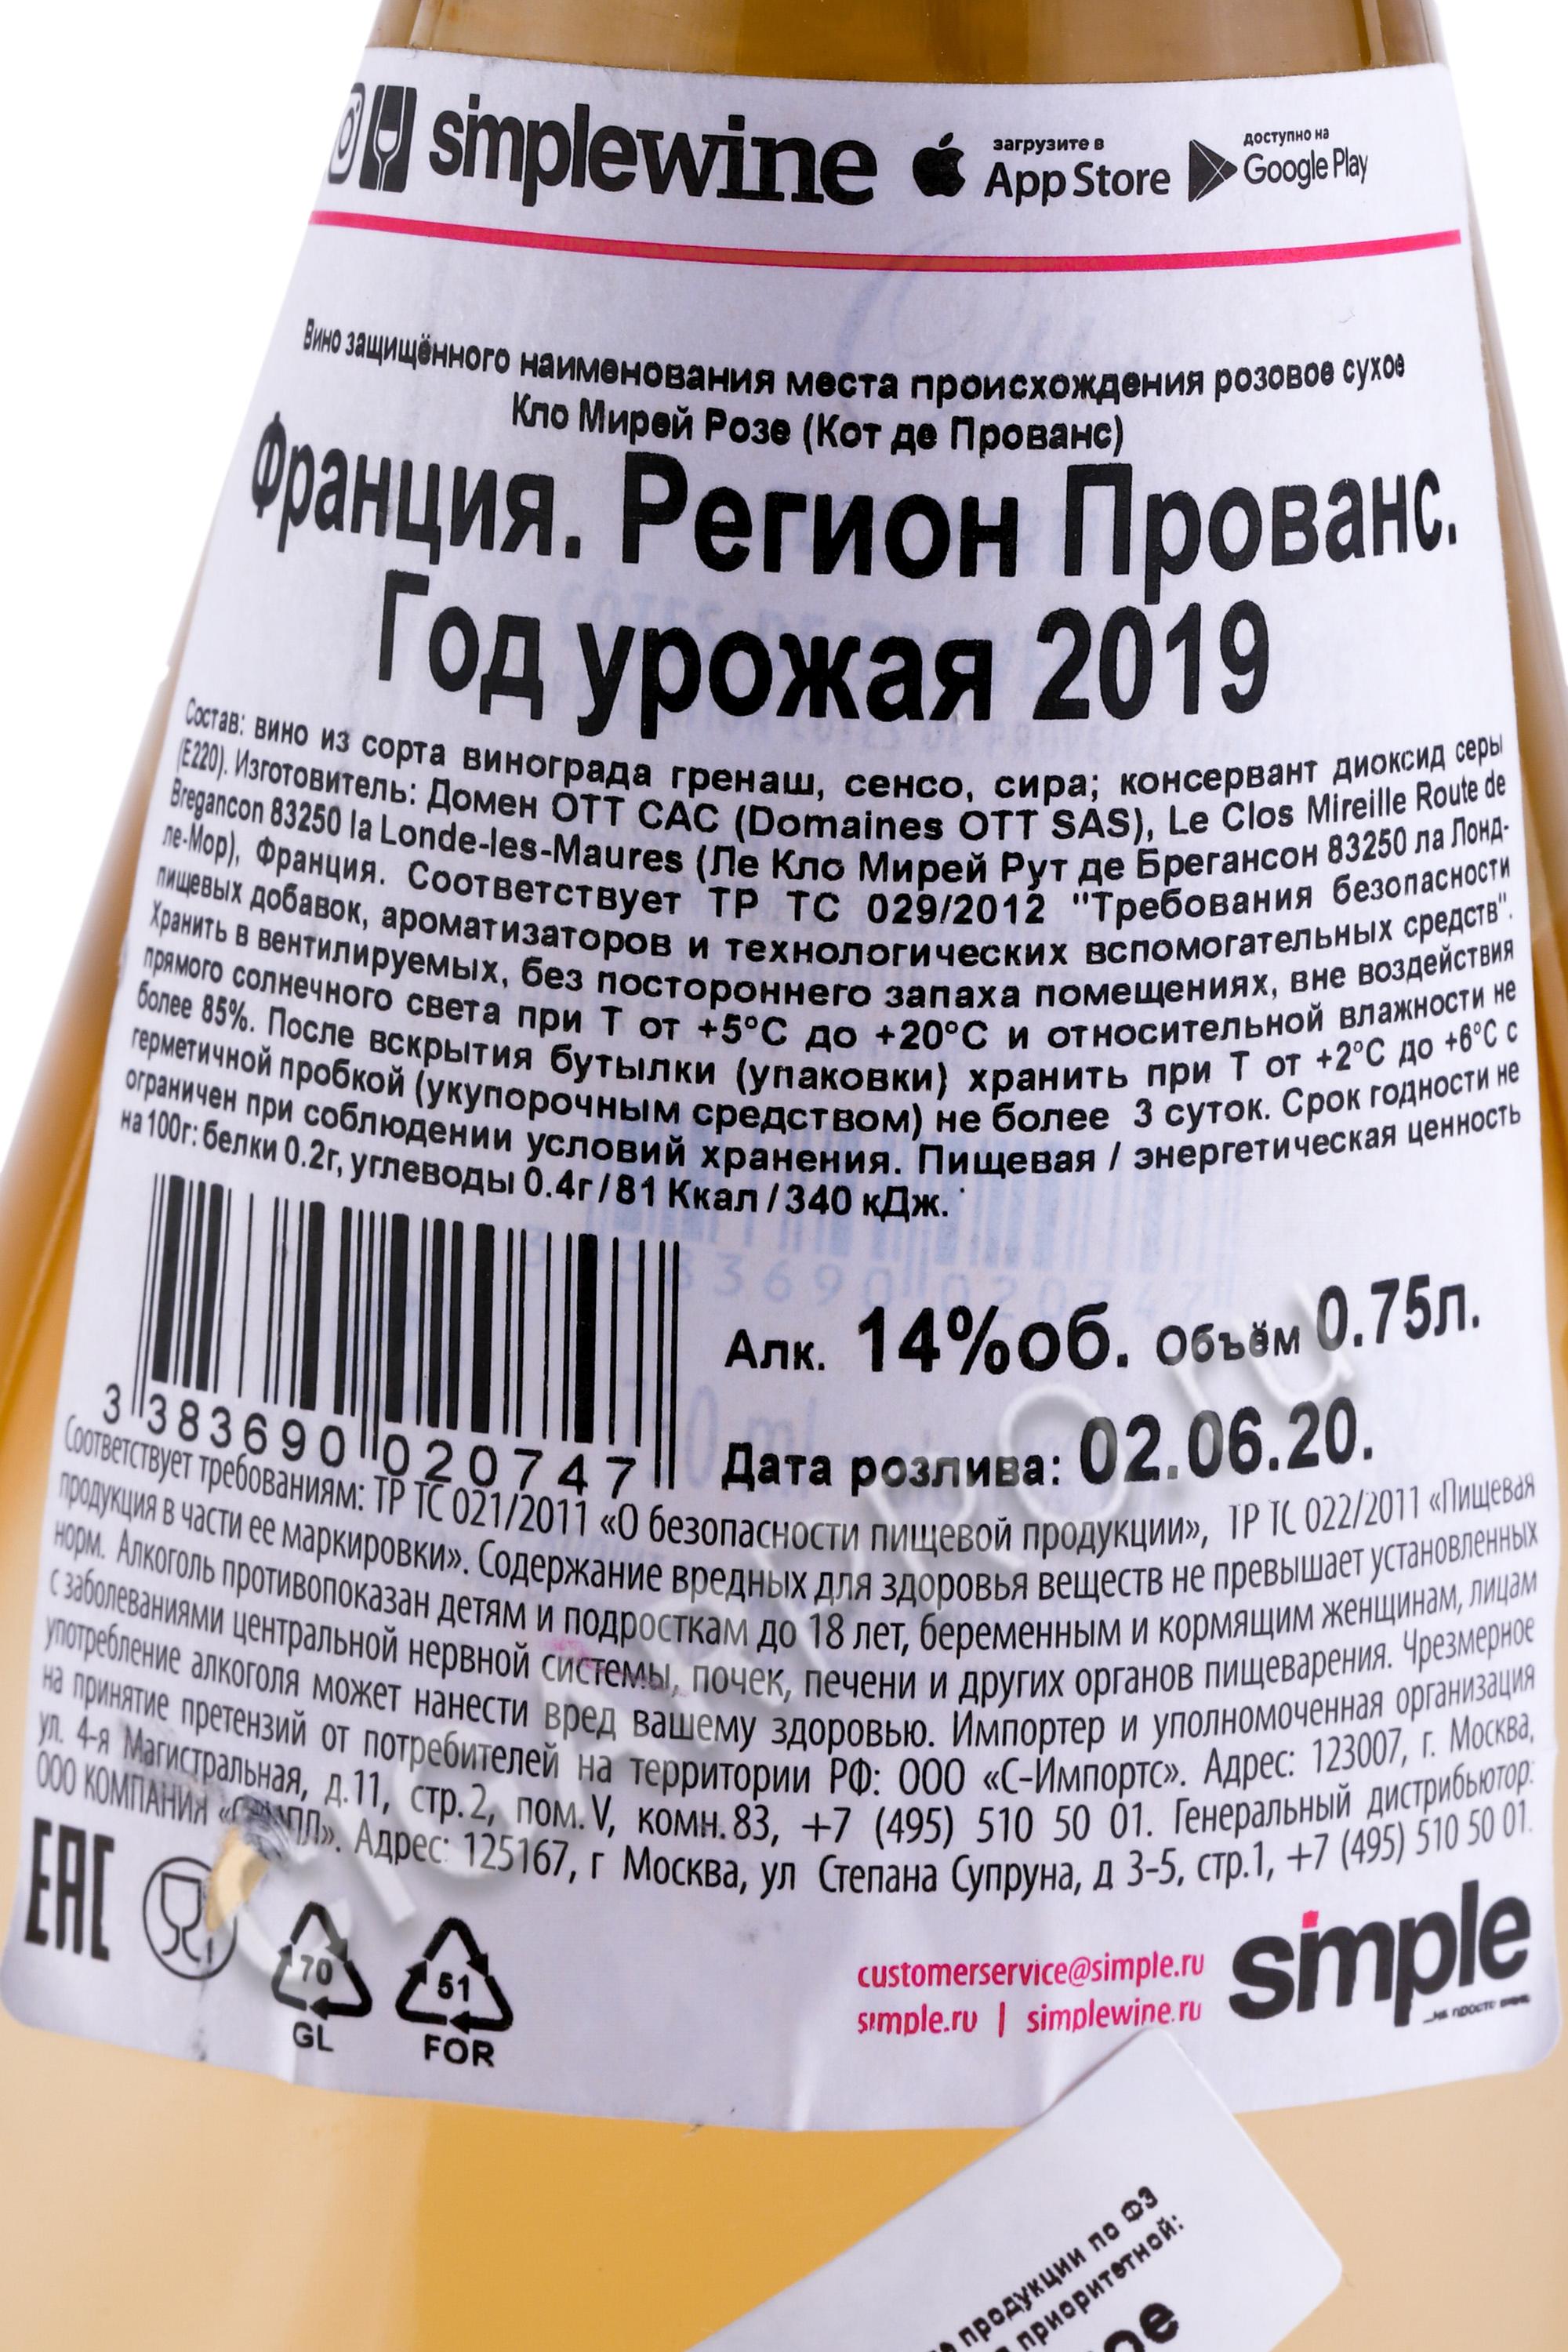 simplewine
загрузите в
App Store
доступно на
Google Play
Вино защищённого наименования места происхождения розовое сухое
Кло Мирей Розе (Кот де Прованс)
Франция. Регион Прованс.
Год урожая 2019
Состав: вино из сорта винограда гренаш, сенсо, сира; консервант диоксид серы
(E220). Изготовитель: Домен ОТТ САС (Domaines OTT SAS), Le Clos Mireille Route de
Bregancon 83250 la Londe-les-Maures (Ле Кло Мирей Рут де Брегансон 83250 ла Лонд-
ле-Мор), Франция. Соответствует ТР ТС 029/2012 "Требования безопасности
пищевых добавок, ароматизаторов и технологических вспомогательных средств".
Хранить в вентилируемых, без постороннего запаха помещениях, вне воздействия
прямого солнечного света при Т от +5°С до +20°С и относительной влажности не
более 85%. После вскрытия бутылки (упаковки) хранить при Т от +2°С до +6°С с
герметичной пробкой (укупорочным средством) не более 3 суток. Срок годности не
ограничен при соблюдении условий хранения. Пищевая / энергетическая ценность
на 100г: белки 0.2г, углеводы 0.4г / 81 Ккал / 340 кДж.
3 383690 020747
Алк. 14%об. Объём 0.75л.
Дата розлива: 02.06.20.
Соответствует требованиям: ТР ТС 021/2011 «О безопасности пищевой продукции», ТР ТС 022/2011 «Пищевая
продукция в части ее маркировки». Содержание вредных для здоровья веществ не превышает установленных
норм. Алкоголь противопоказан детям и подросткам до 18 лет, беременным и кормящим женщинам, лицам
с заболеваниями центральной нервной системы, почек, печени и других органов пищеварения. Чрезмерное
употребление алкоголя может нанести вред вашему здоровью. Импортер и уполномоченная организация
на принятие претензий от потребителей на территории РФ: ООО «С-Импортс». Адрес: 123007, г. Москва,
ул. 4-я Магистральная, д.11, стр.2, пом.V, комн.83, +7 (495) 510 50 01. Генеральный дистрибьютор:
ООО КОМПАНИЯ Адрес: 125167, г Москва, ул Степана Супруна, д 3-5, стр.1, +7 (495) 510 50 01.
EAC
70
GL
51
FOR
customerservice@simple.ru
simple.ru | simplewine.ru
simple
...не просто вино
CIGARPRO.ru
продукции по ФЗ
приоритетной: